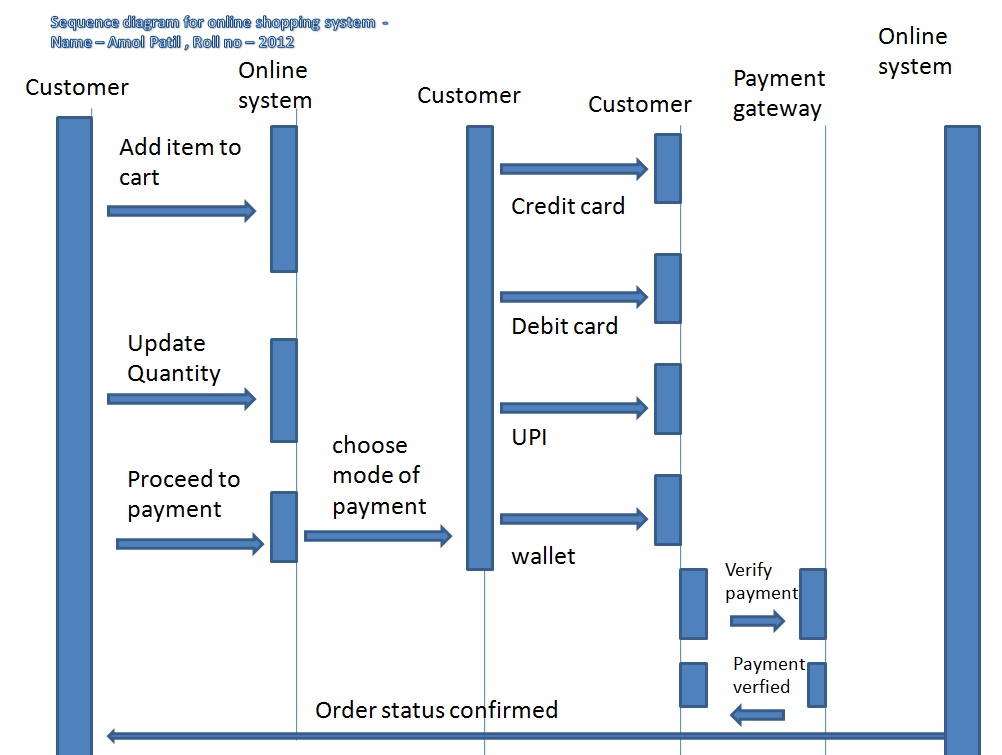 Sequence diagram for online shopping system -
Name – Amol Patil , Roll no – 2012
Customer
Online
system
Customer
Customer
Payment
gateway
Online
system
Add item to
cart
Credit card
Debit card
Update
Quantity
UPI
choose
mode of
payment
Proceed to
payment
wallet
Verify
payment
Payment
verfied
Order status confirmed